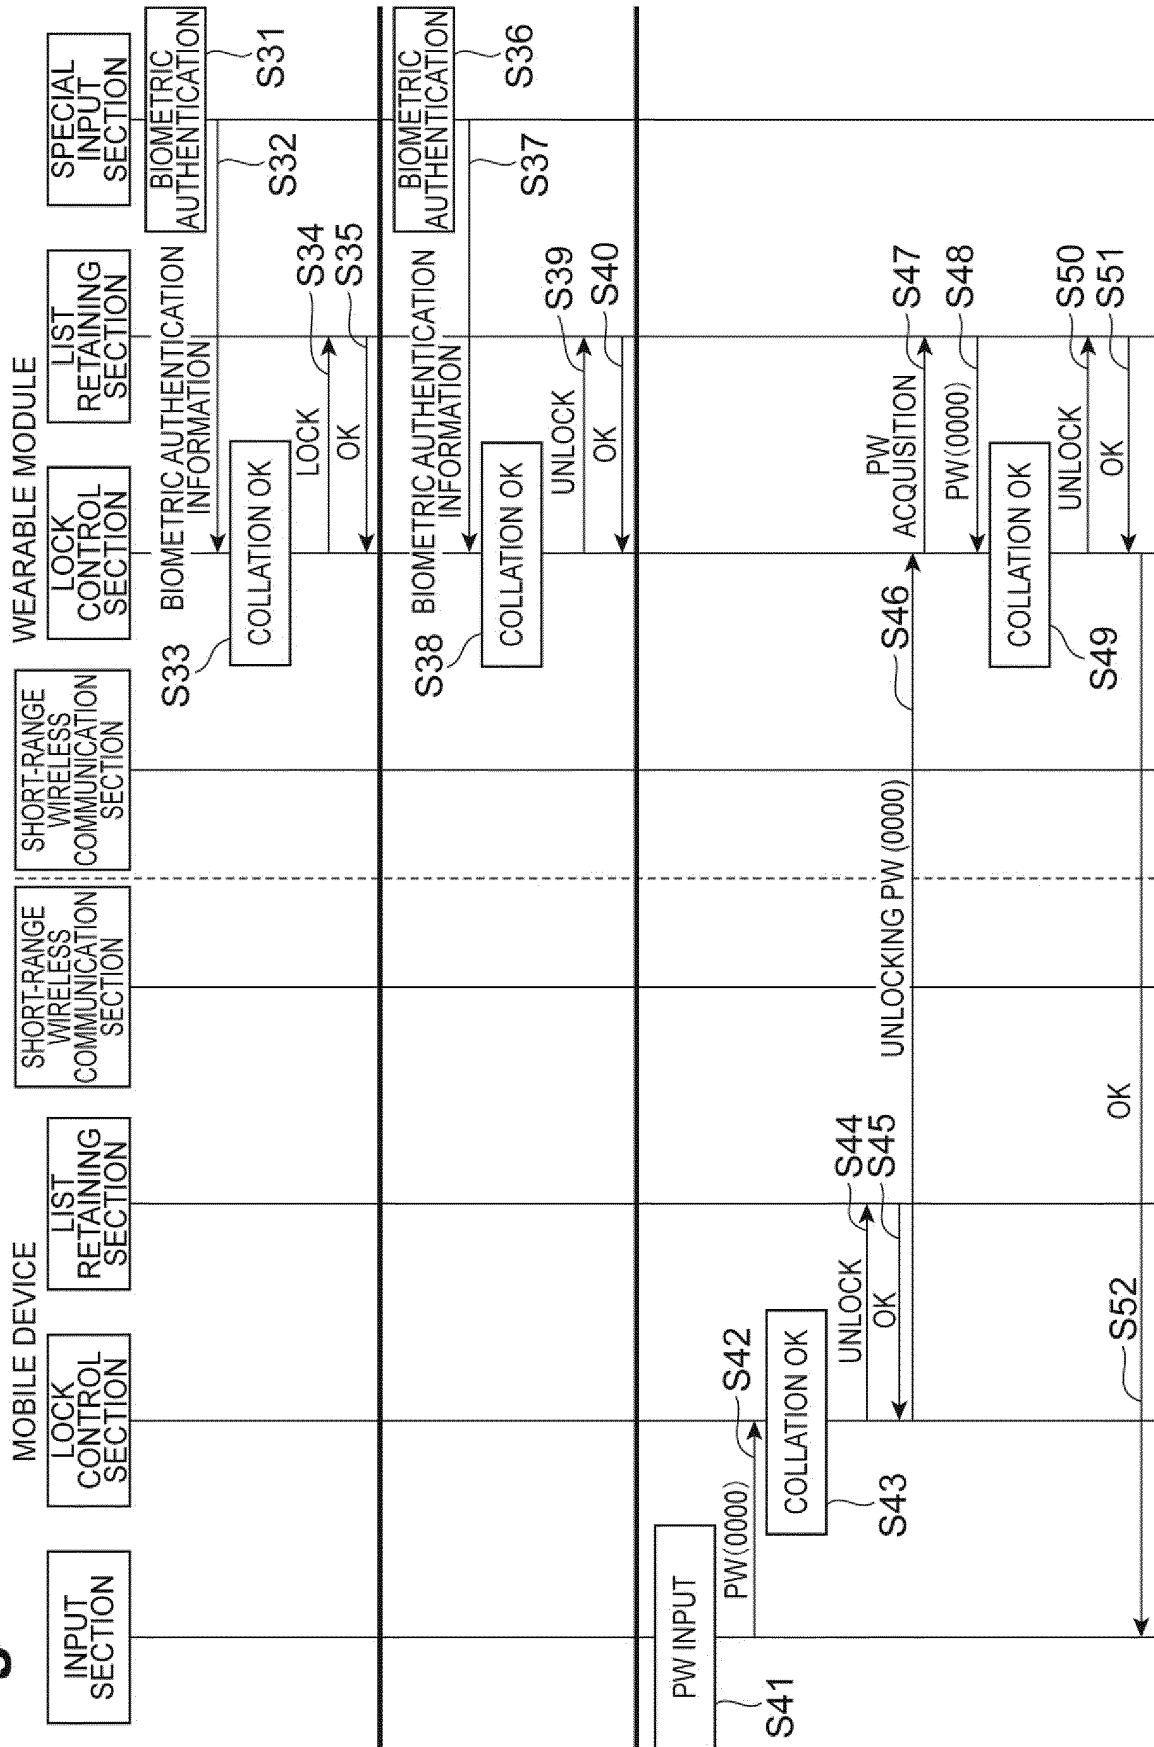 MOBILE DEVICE
WEARABLE MODULE
INPUT
SECTION
LOCK
CONTROL
SECTION
LIST
RETAINING
SECTION
SHORT-RANGE
WIRELESS
COMMUNICATION
SECTION
SHORT-RANGE
WIRELESS
COMMUNICATION
SECTION
LOCK
CONTROL
SECTION
LIST
RETAINING
SECTION
SPECIAL
INPUT
SECTION
BIOMETRIC
AUTHENTICATION
S31
BIOMETRIC AUTHENTICATION
INFORMATION
S32
S33
COLLATION OK
LOCK
S34
OK
S35
BIOMETRIC
AUTHENTICATION
S36
BIOMETRIC AUTHENTICATION
INFORMATION
S37
S38
COLLATION OK
UNLOCK
S39
OK
S40
PW INPUT
S41
PW(0000)
S42
COLLATION OK
S43
UNLOCK
S44
OK
S45
UNLOCKING PW (0000)
S46
PW
ACQUISITION
S47
PW(0000)
S48
COLLATION OK
S49
UNLOCK
S50
OK
S51
OK
S52